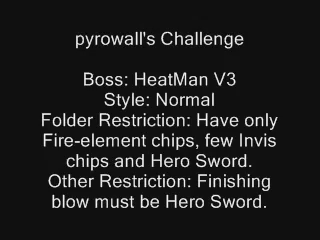 pyrowall's Challenge
Boss: HeatMan V3
Style: Normal
Folder Restriction: Have only
Fire-element chips, few Invis
chips and Hero Sword.
Other Restriction: Finishing
blow must be Hero Sword.